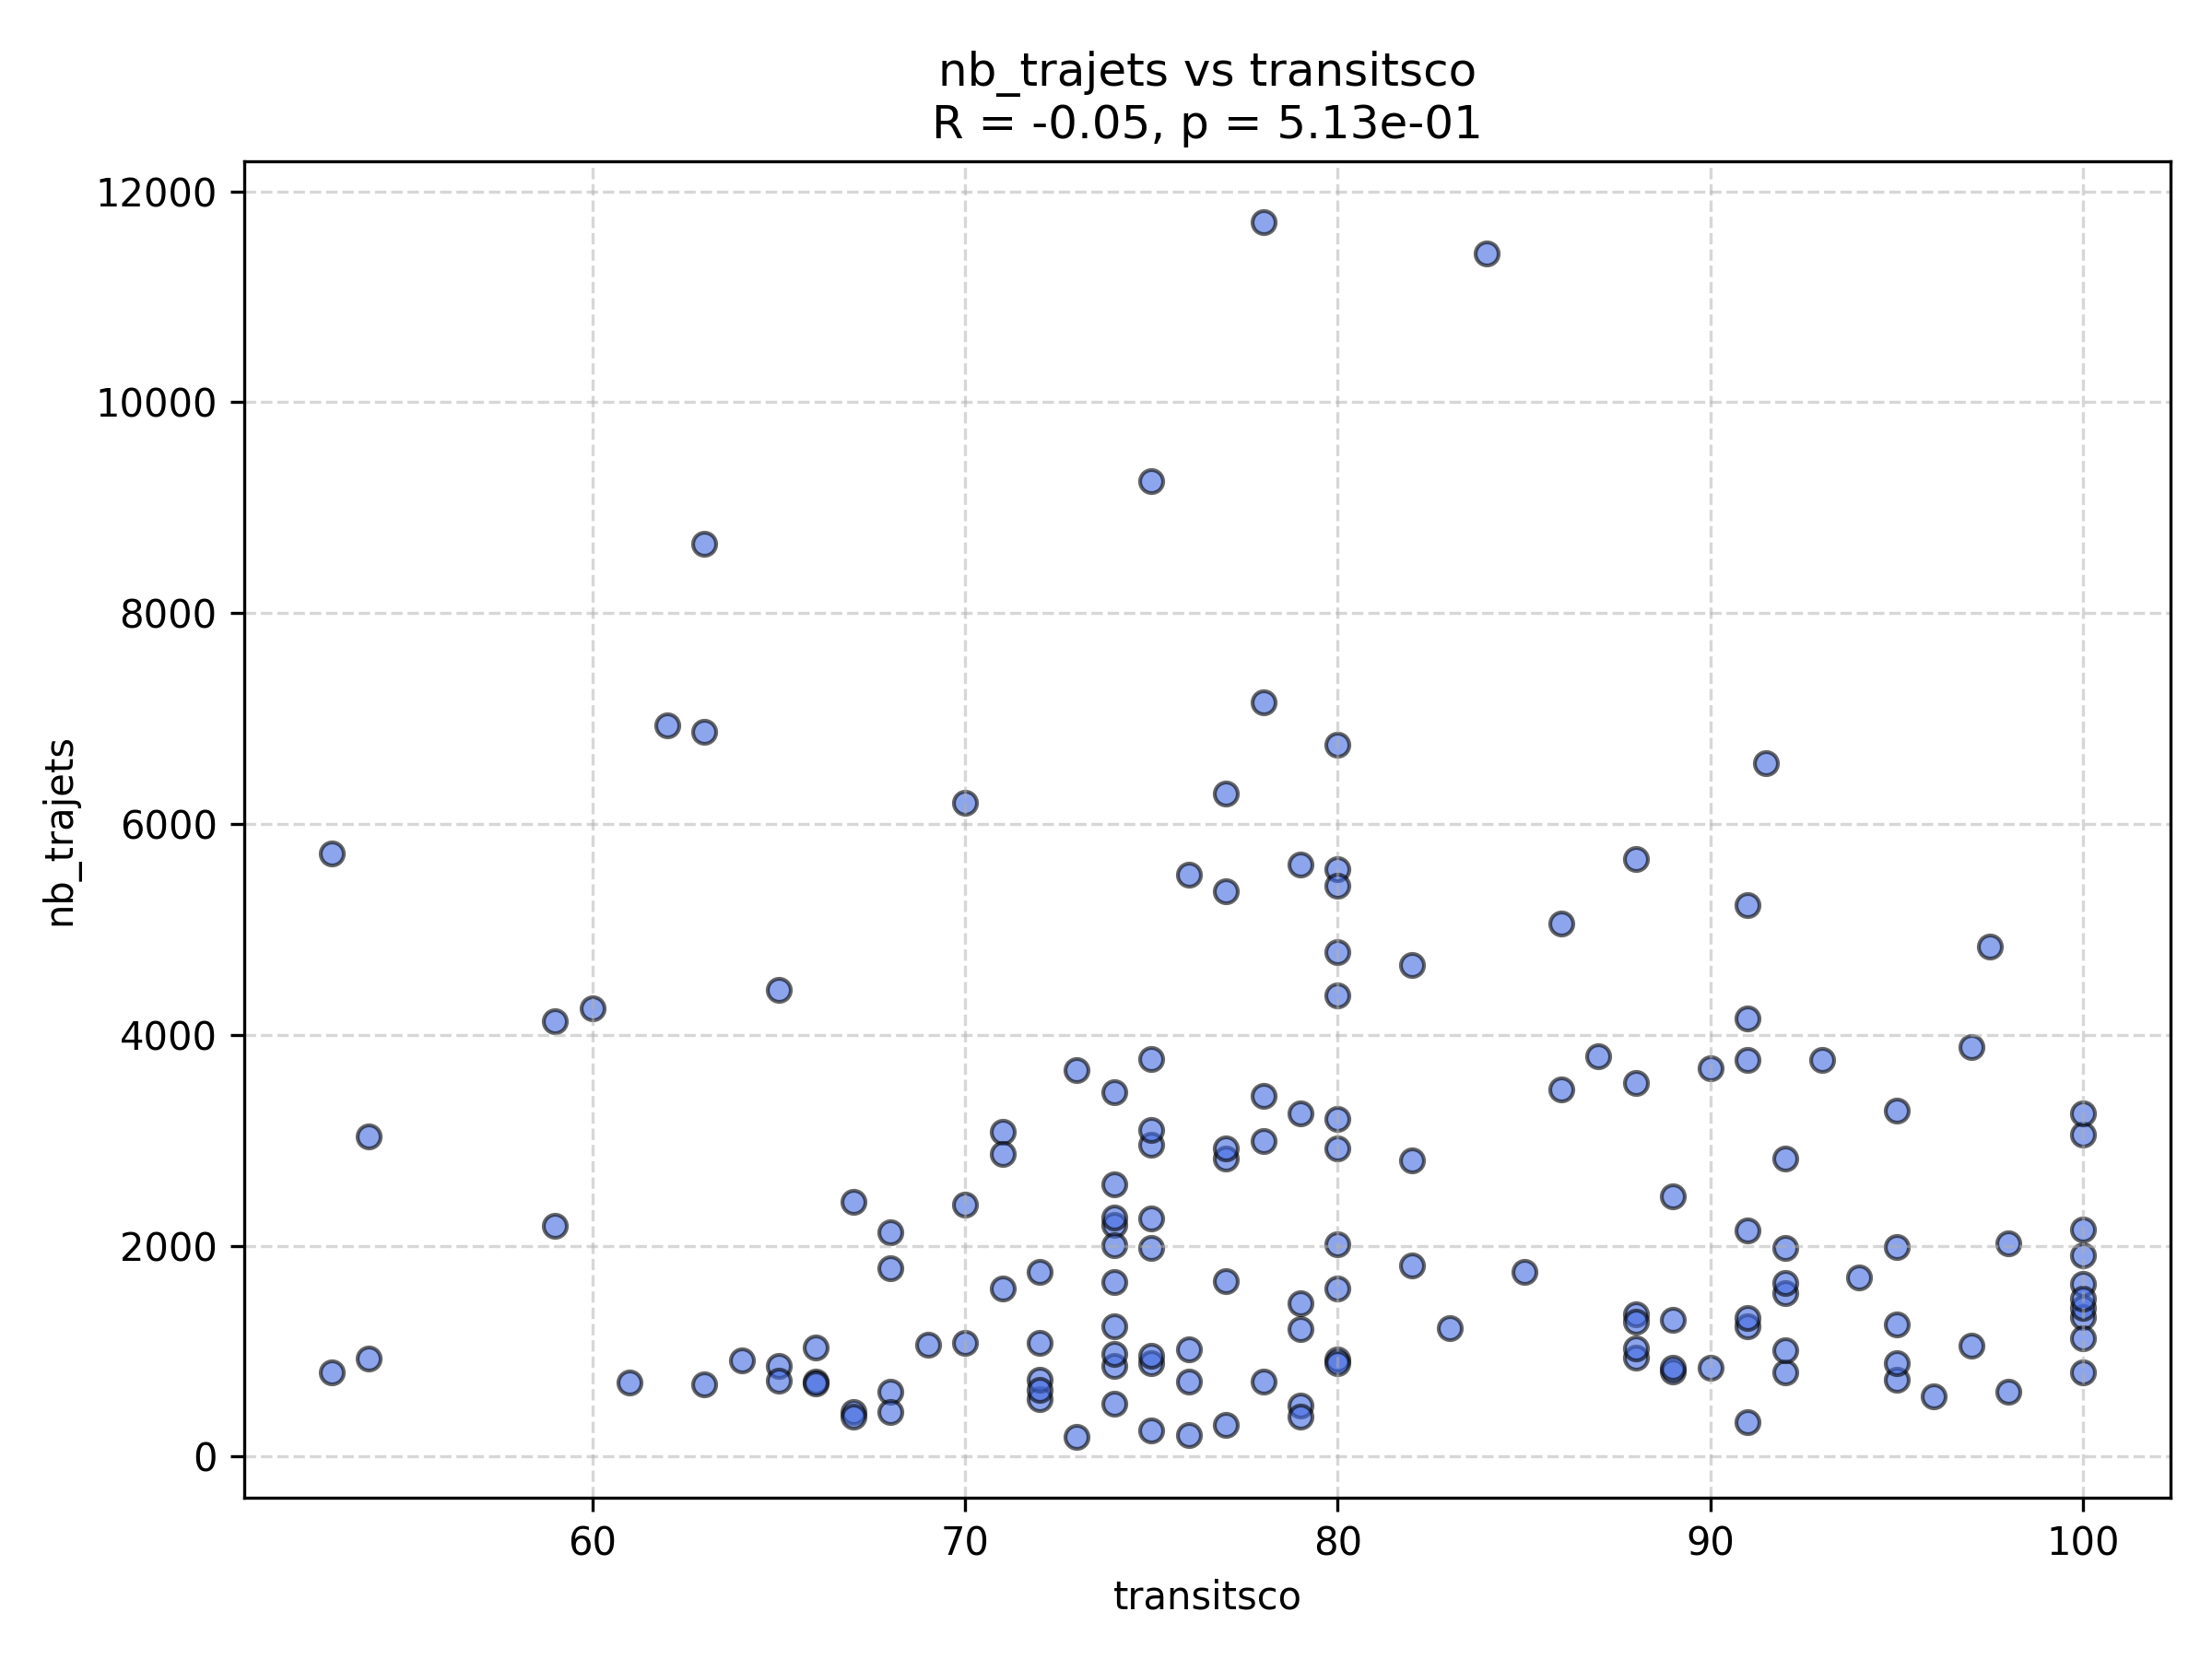 nb_trajets vs transitsco
R = -0.05, p = 5.13e-01
12000
10000
8000
6000
4000
2000
0
nb_trajets
60 70 80 90 100
transitsco